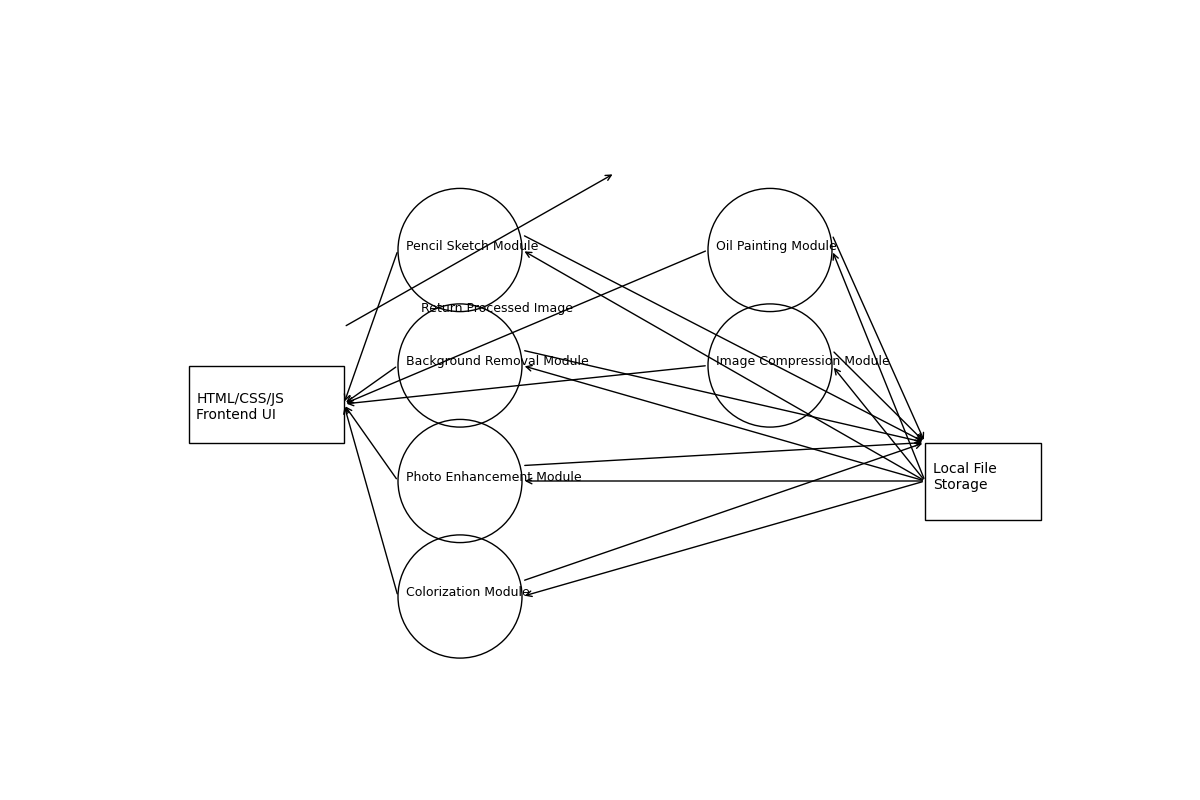 Pencil Sketch Module
Oil Painting Module
Return Processed Image
Background Removal Module
Image Compression Module
HTML/CSS/JS
Frontend UI
Photo Enhancement Module
Local File
Storage
Colorization Module